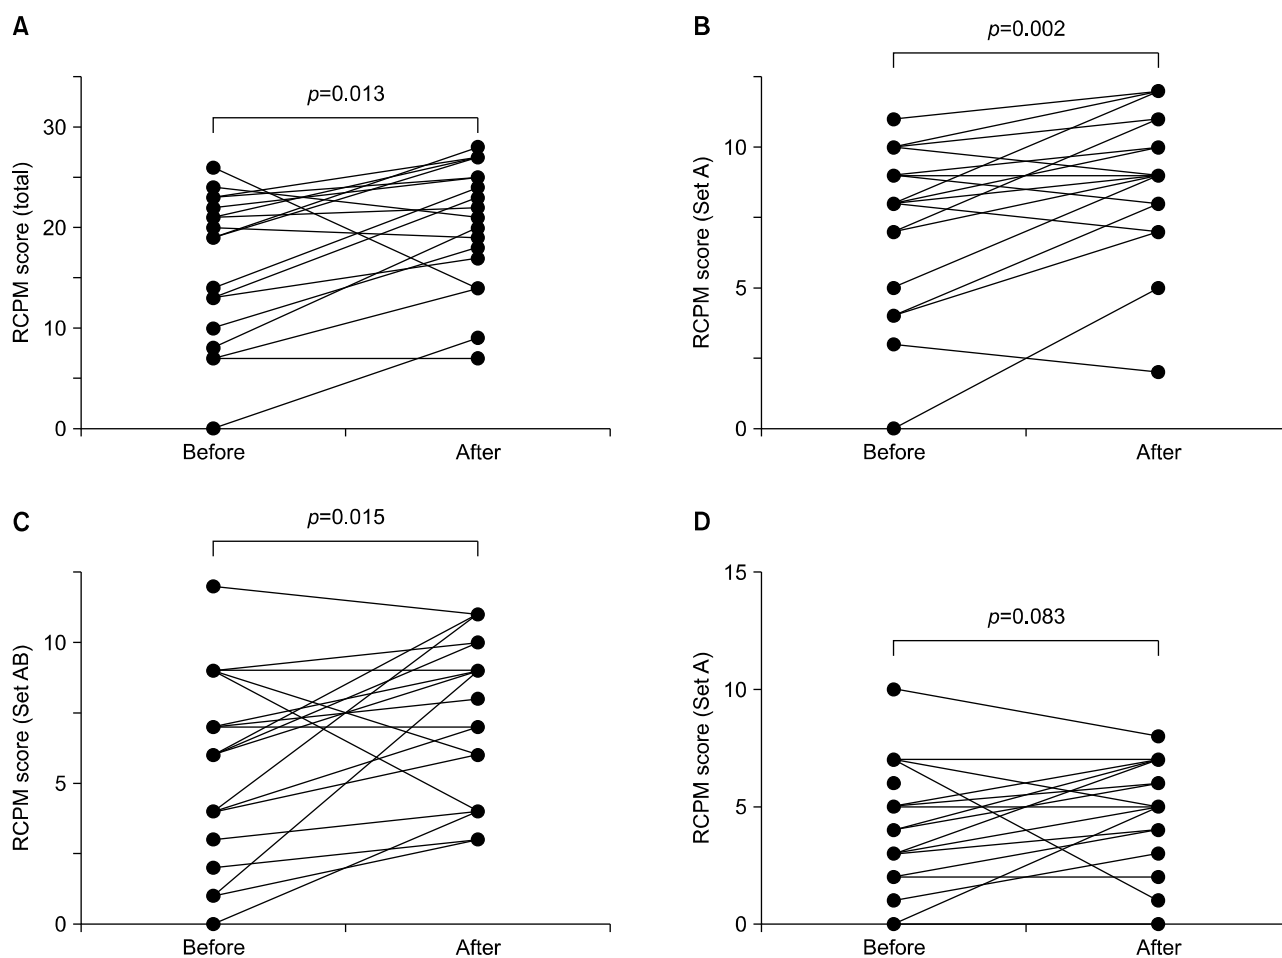 A
p=0.013
RCPM score (total)
30
20
10
0
Before
After
B
p=0.002
RCPM score (Set A)
10
5
0
Before
After
C
p=0.015
RCPM score (Set AB)
10
5
0
Before
After
D
p=0.083
RCPM score (Set A)
15
10
5
0
Before
After